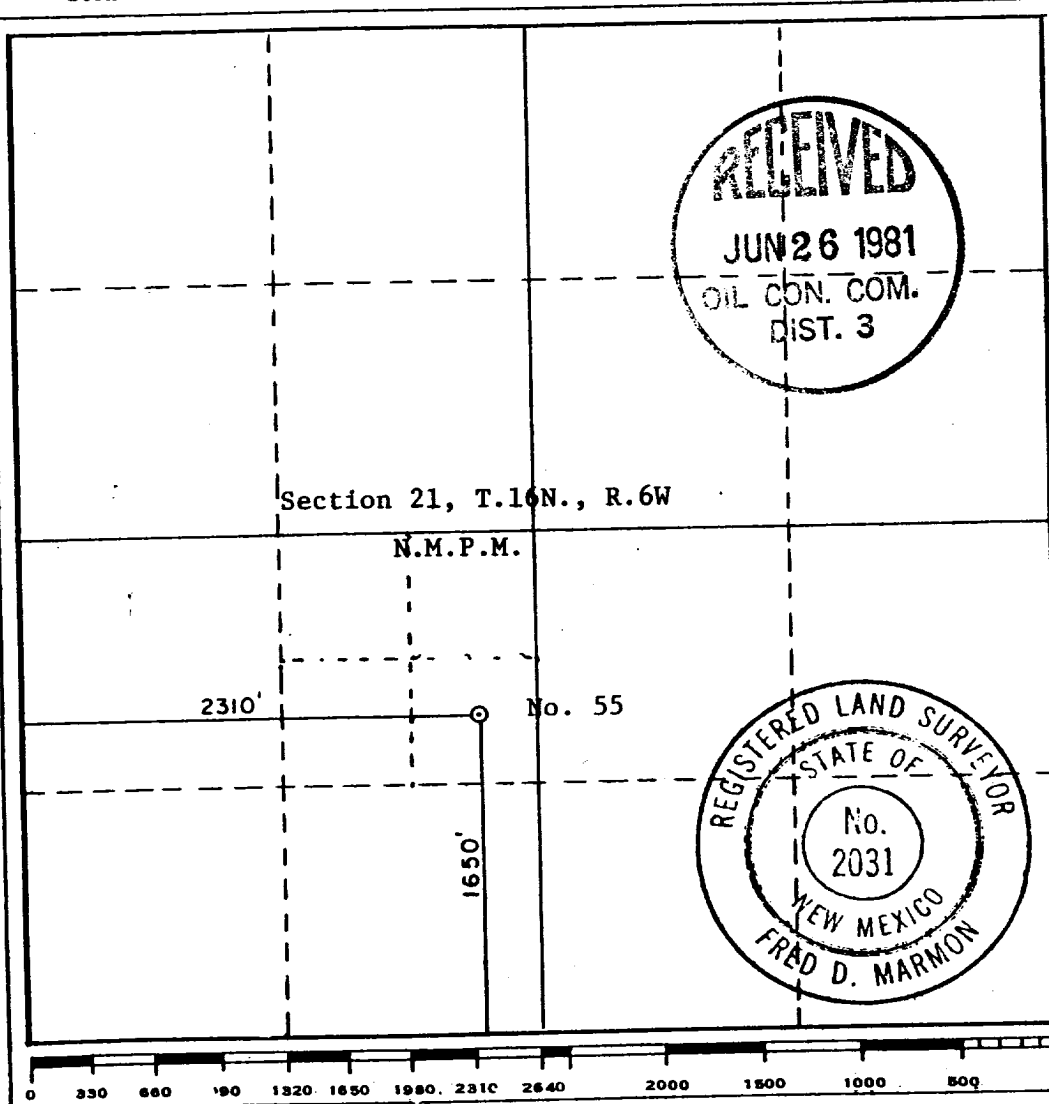 RECEIVED
JUN 26 1981
OIL CON. COM.
DIST. 3
Section 21, T.16N., R.6W
N.M.P.M.
2310'
No. 55
1650'
REGISTERED LAND SURVEYOR
STATE OF
No.
2031
NEW MEXICO
FRED D. MARMON
0 330 660 '90 1320 1650 1980. 2310 2640 2000 1500 1000 500